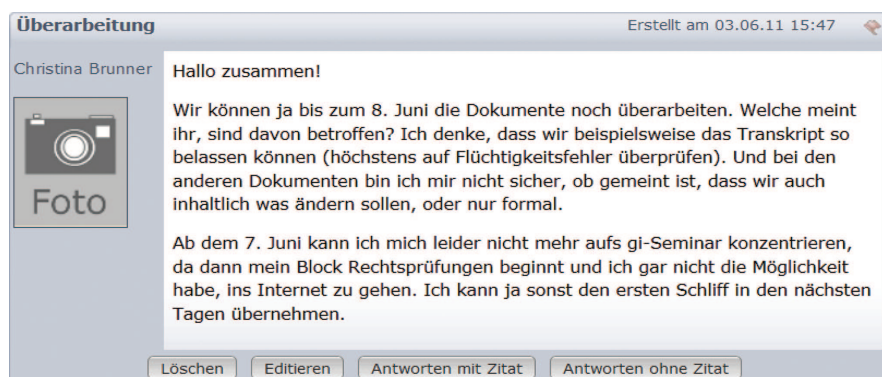 Überarbeitung
Erstellt am 03.06.11 15:47
Christina Brunner
Foto
Hallo zusammen!
Wir können ja bis zum 8. Juni die Dokumente noch überarbeiten. Welche meint
ihr, sind davon betroffen? Ich denke, dass wir beispielsweise das Transkript so
belassen können (höchstens auf Flüchtigkeitsfehler überprüfen). Und bei den
anderen Dokumenten bin ich mir nicht sicher, ob gemeint ist, dass wir auch
inhaltlich was ändern sollen, oder nur formal.
Ab dem 7. Juni kann ich mich leider nicht mehr aufs gi-Seminar konzentrieren,
da dann mein Block Rechtsprüfungen beginnt und ich gar nicht die Möglichkeit
habe, ins Internet zu gehen. Ich kann ja sonst den ersten Schliff in den nächsten
Tagen übernehmen.
Löschen
Editieren
Antworten mit Zitat
Antworten ohne Zitat